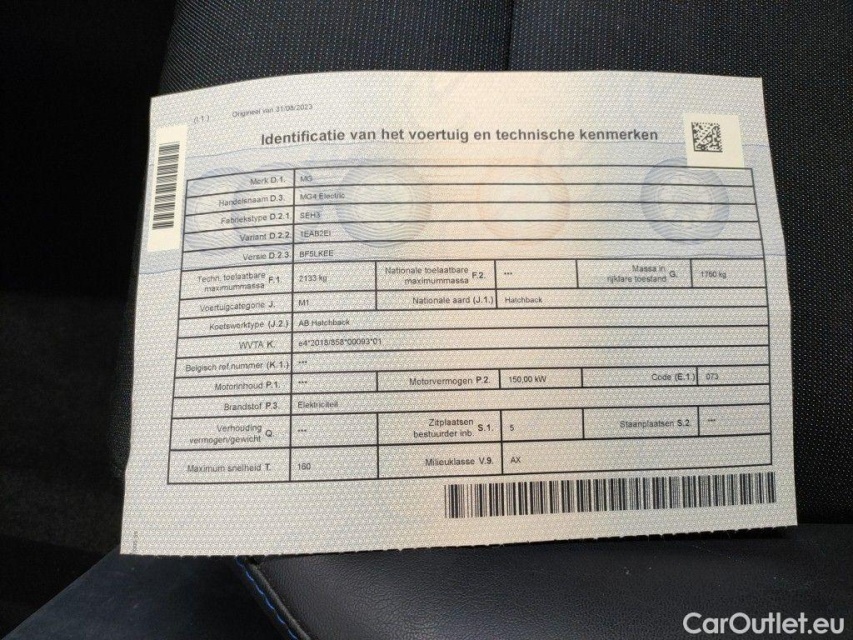 (I.1.) Origineel van 31/08/2023
Identificatie van het voertuig en technische kenmerken
Merk D.1. MG
Handelsnaam D.3. MG4 Electric
Fabriekstype D.2.1. SEH3
Variant D.2.2. 1EAB2EI
Versie D.2.3. BF5LKEE
Techn. toelaatbare maximummassa F.1. 2133 kg Nationale toelaatbare maximummassa F.2. --- Massa in rijklare toestand G. 1760 kg
Voertuigcategorie J. M1 Nationale aard (J.1.) Hatchback
Koetswerktype (J.2.) AB Hatchback
WVTA K. e4*2018/858*00093*01
Belgisch ref.nummer (K.1.) ---
Motorinhoud P.1. --- Motorvermogen P.2. 150,00 kW Code (E.1.) 073
Brandstof P.3. Elektriciteit
Verhouding vermogen/gewicht Q. --- Zitplaatsen bestuurder inb. S.1. 5 Staanplaatsen S.2. ---
Maximum snelheid T. 160 Milieuklasse V.9. AX
CarOutlet.eu